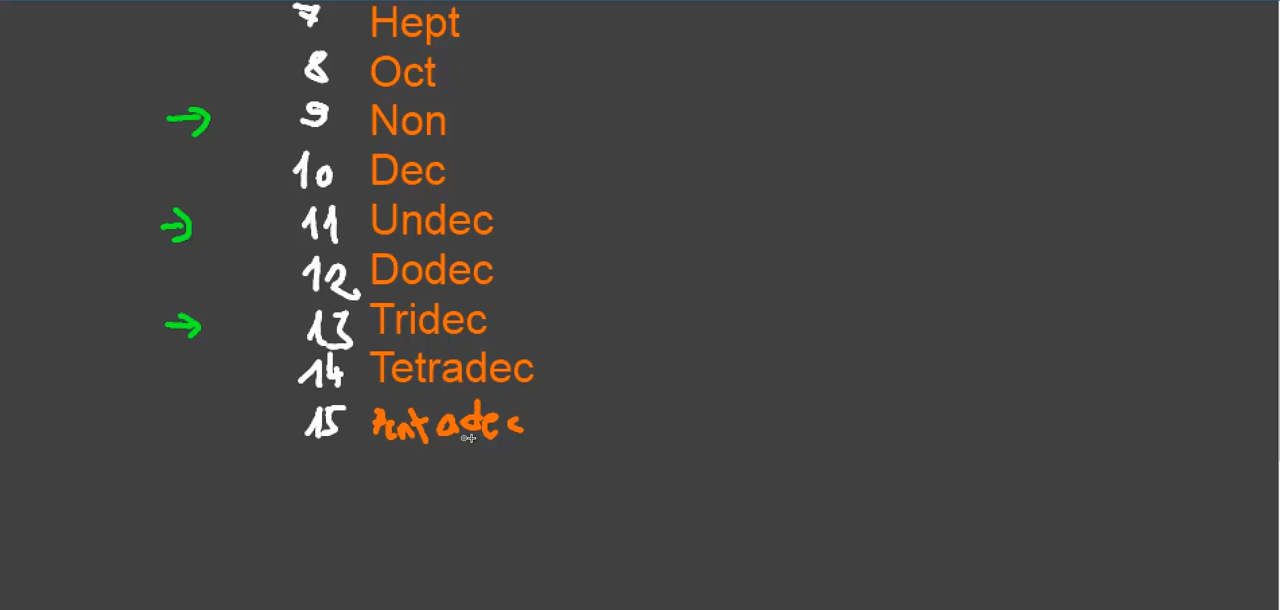 7 Hept
8 Oct
9 Non
10 Dec
11 Undec
12 Dodec
13 Tridec
14 Tetradec
15 Pentadec